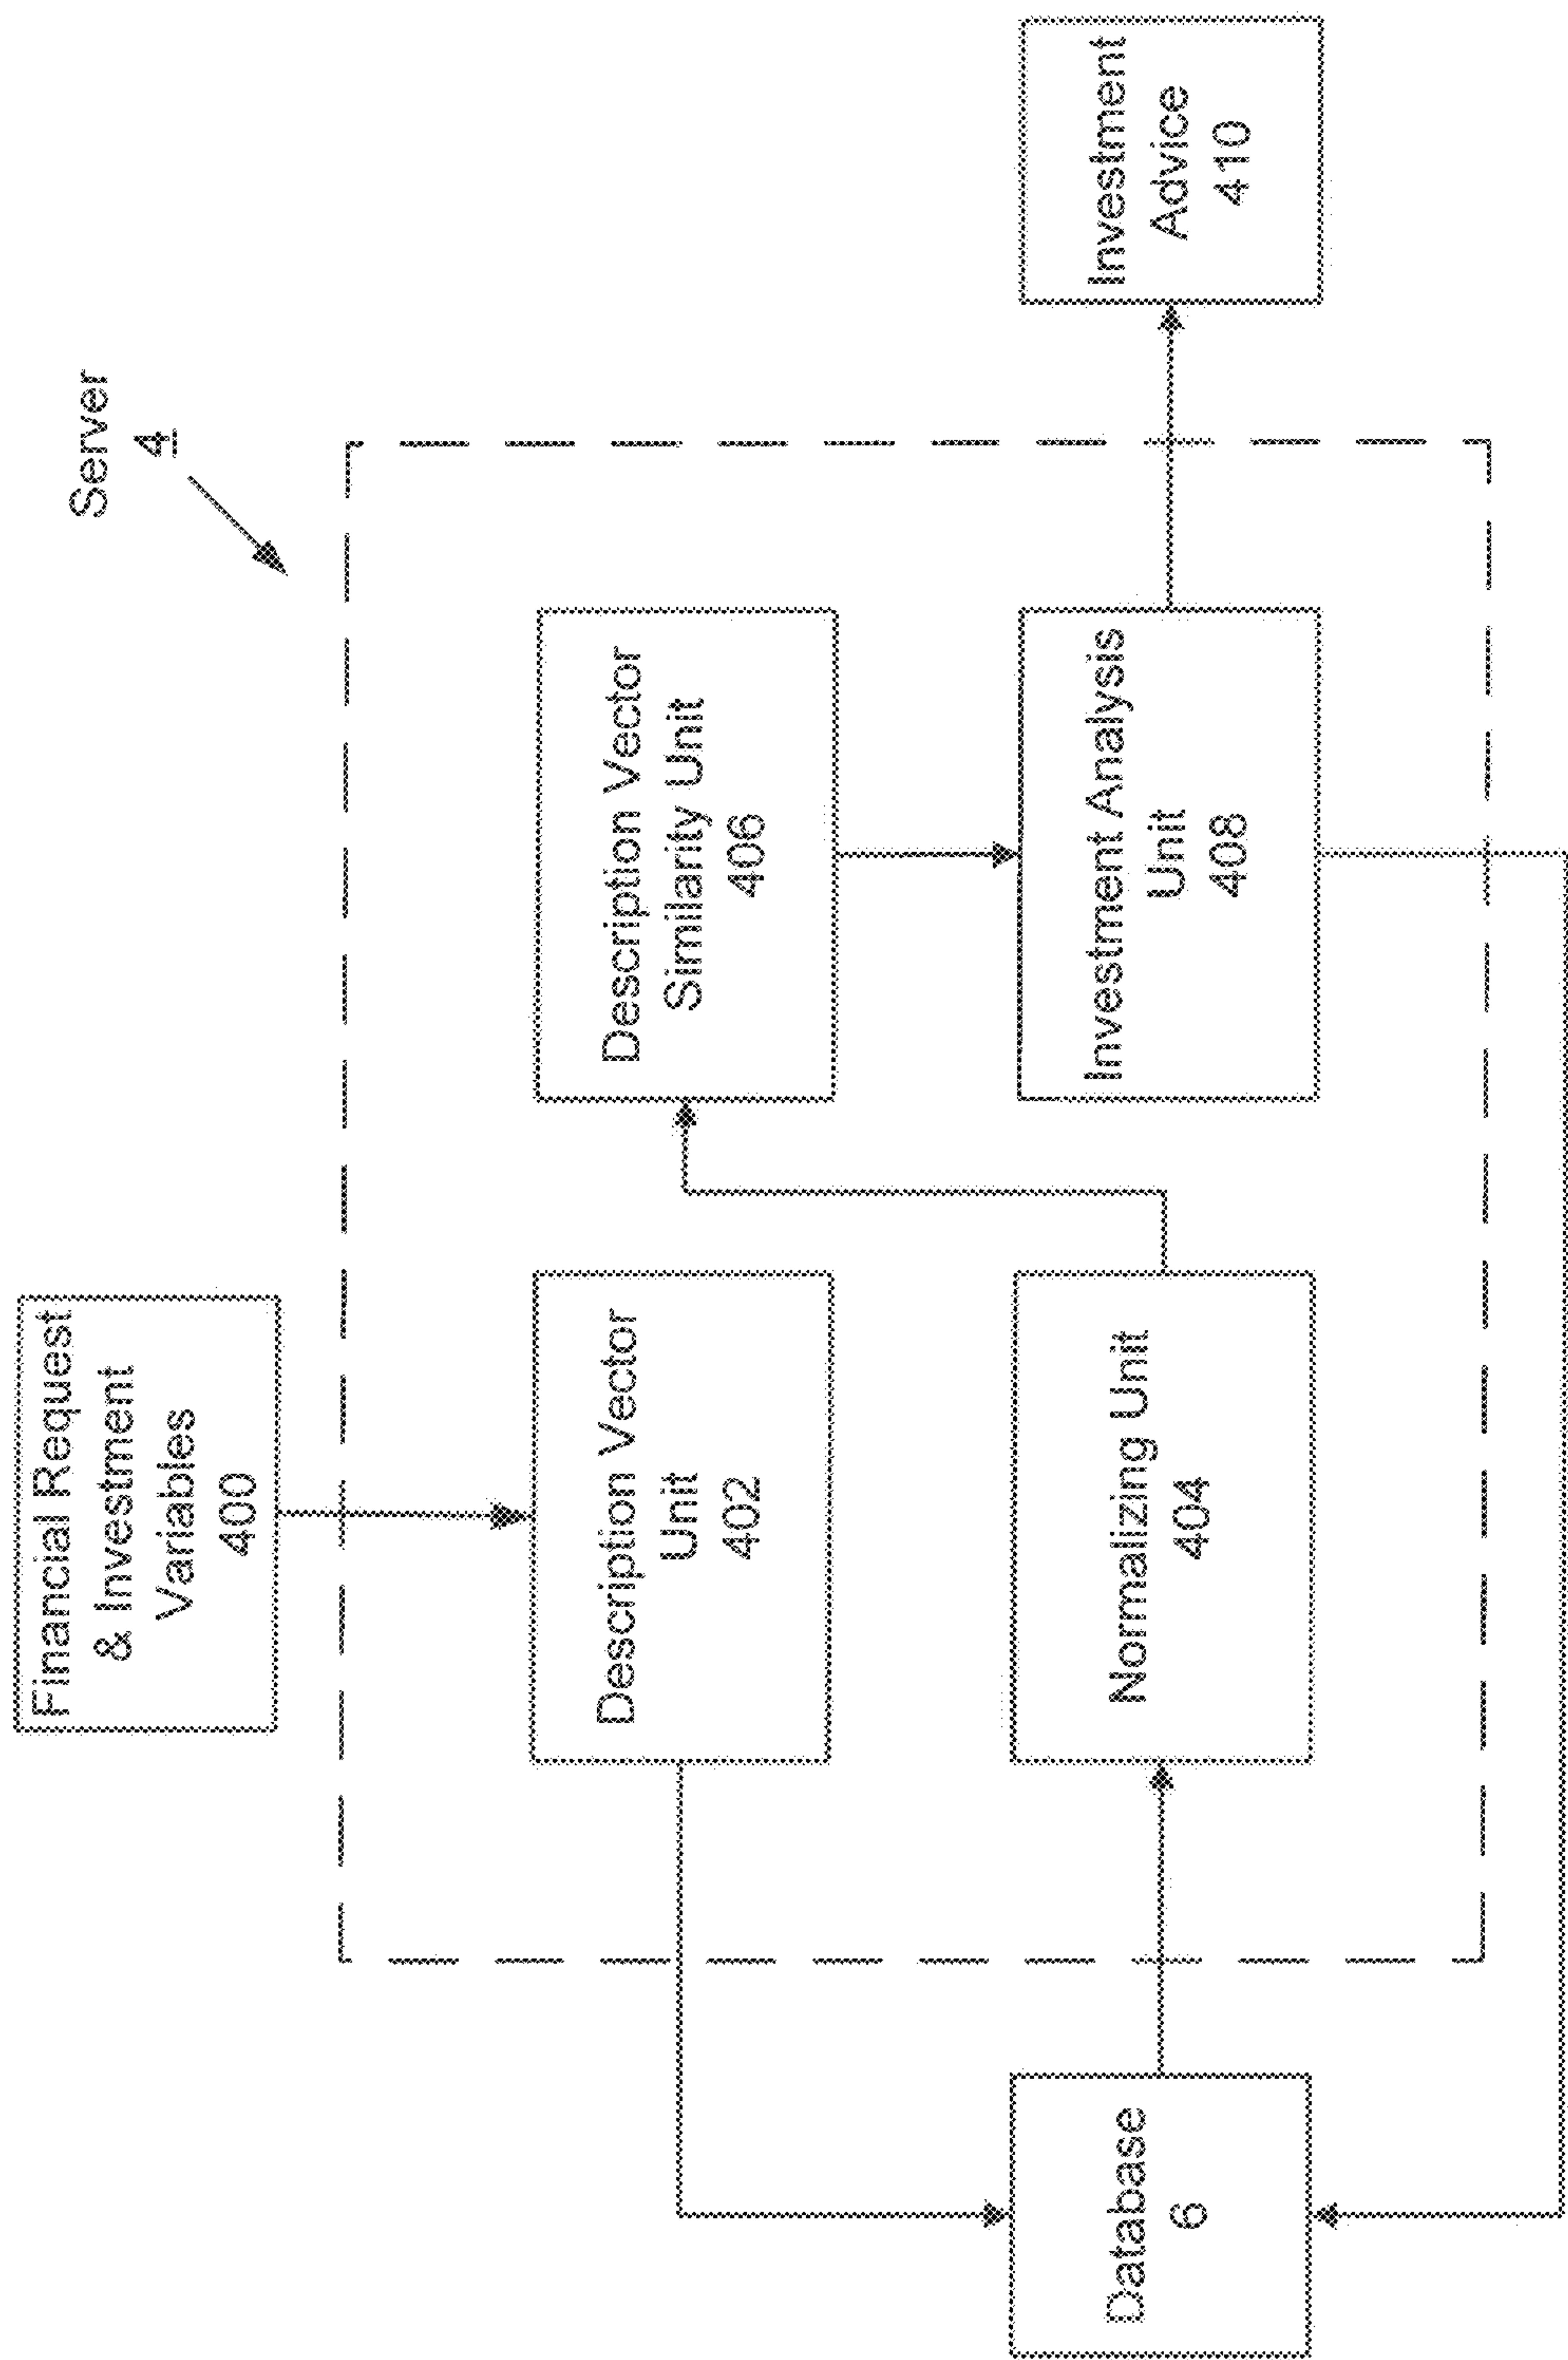 Server
4
Financial Request
& Investment
Variables
400
Description Vector
Unit
402
Description Vector
Similarity Unit
406
Database
6
Normalizing Unit
404
Investment Analysis
Unit
408
Investment
Advice
410